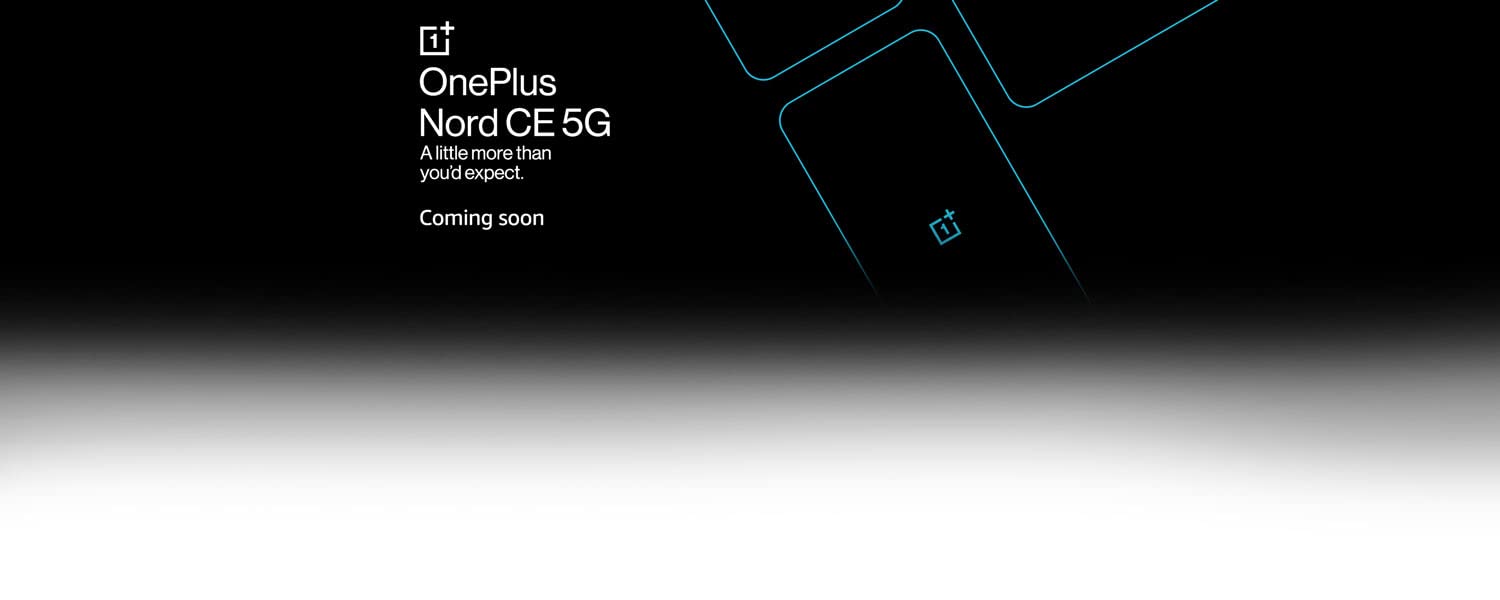 OnePlus
Nord CE 5G
A little more than
you'd expect.
Coming soon